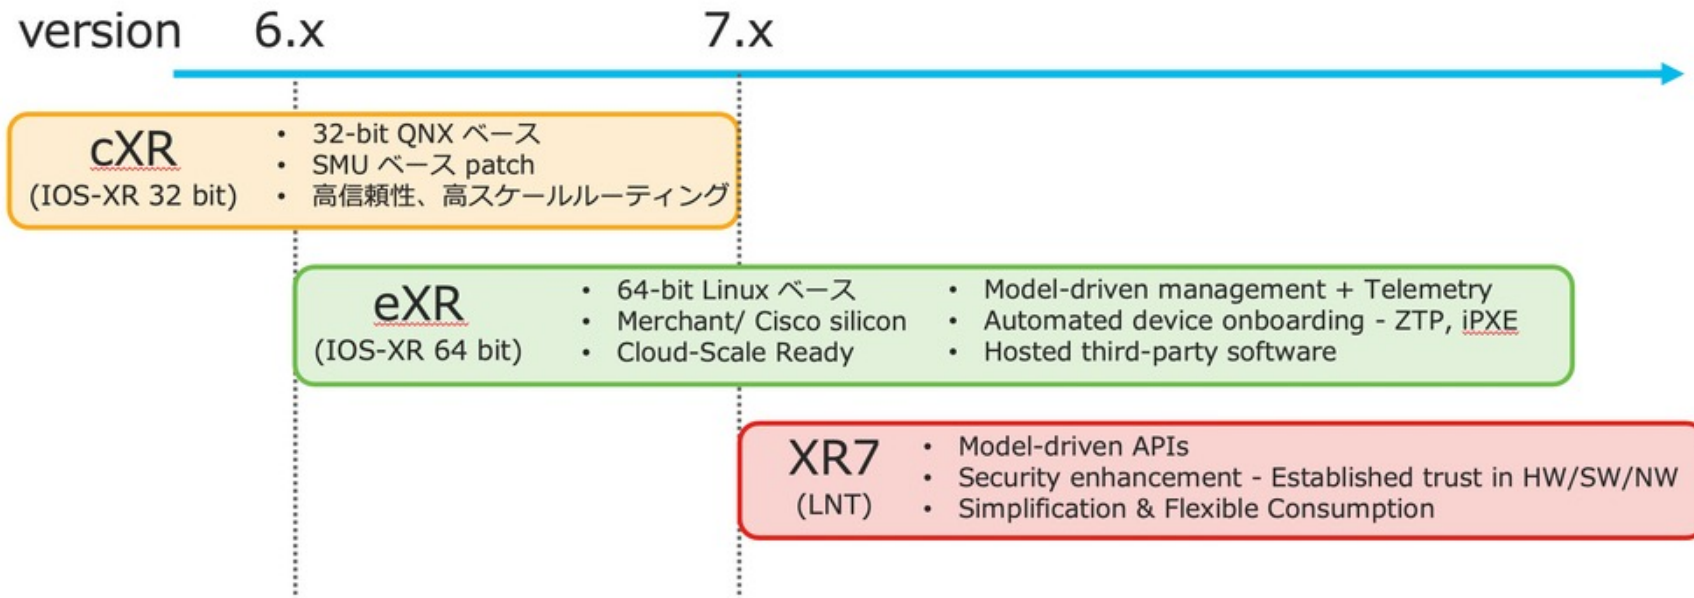 version 6.x 7.x
cXR
(IOS-XR 32 bit)
• 32-bit QNX ベース
• SMU ベース patch
• 高信頼性、高スケールルーティング
eXR
(IOS-XR 64 bit)
• 64-bit Linux ベース
• Merchant/ Cisco silicon
• Cloud-Scale Ready
• Model-driven management + Telemetry
• Automated device onboarding - ZTP, iPXE
• Hosted third-party software
XR7
(LNT)
• Model-driven APIs
• Security enhancement - Established trust in HW/SW/NW
• Simplification & Flexible Consumption